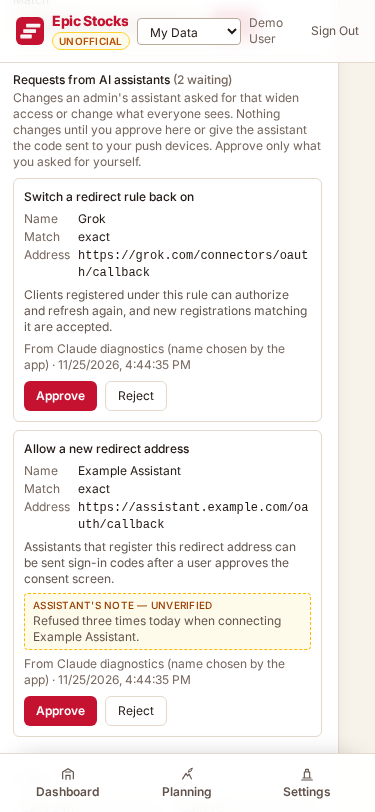 Epic Stocks
UNOFFICIAL
My Data
Demo
User
Sign Out
Requests from AI assistants (2 waiting)
Changes an admin's assistant asked for that widen
access or change what everyone sees. Nothing
changes until you approve here or give the assistant
the code sent to your push devices. Approve only what
you asked for yourself.
Switch a redirect rule back on
Name Grok
Match exact
Address https://grok.com/connectors/oaut
h/callback
Clients registered under this rule can authorize
and refresh again, and new registrations matching
it are accepted.
From Claude diagnostics (name chosen by the
app) · 11/25/2026, 4:44:35 PM
Approve Reject
Allow a new redirect address
Name Example Assistant
Match exact
Address https://assistant.example.com/oa
uth/callback
Assistants that register this redirect address can
be sent sign-in codes after a user approves the
consent screen.
ASSISTANT'S NOTE — UNVERIFIED
Refused three times today when connecting
Example Assistant.
From Claude diagnostics (name chosen by the
app) · 11/25/2026, 4:44:35 PM
Approve Reject
Dashboard Planning Settings